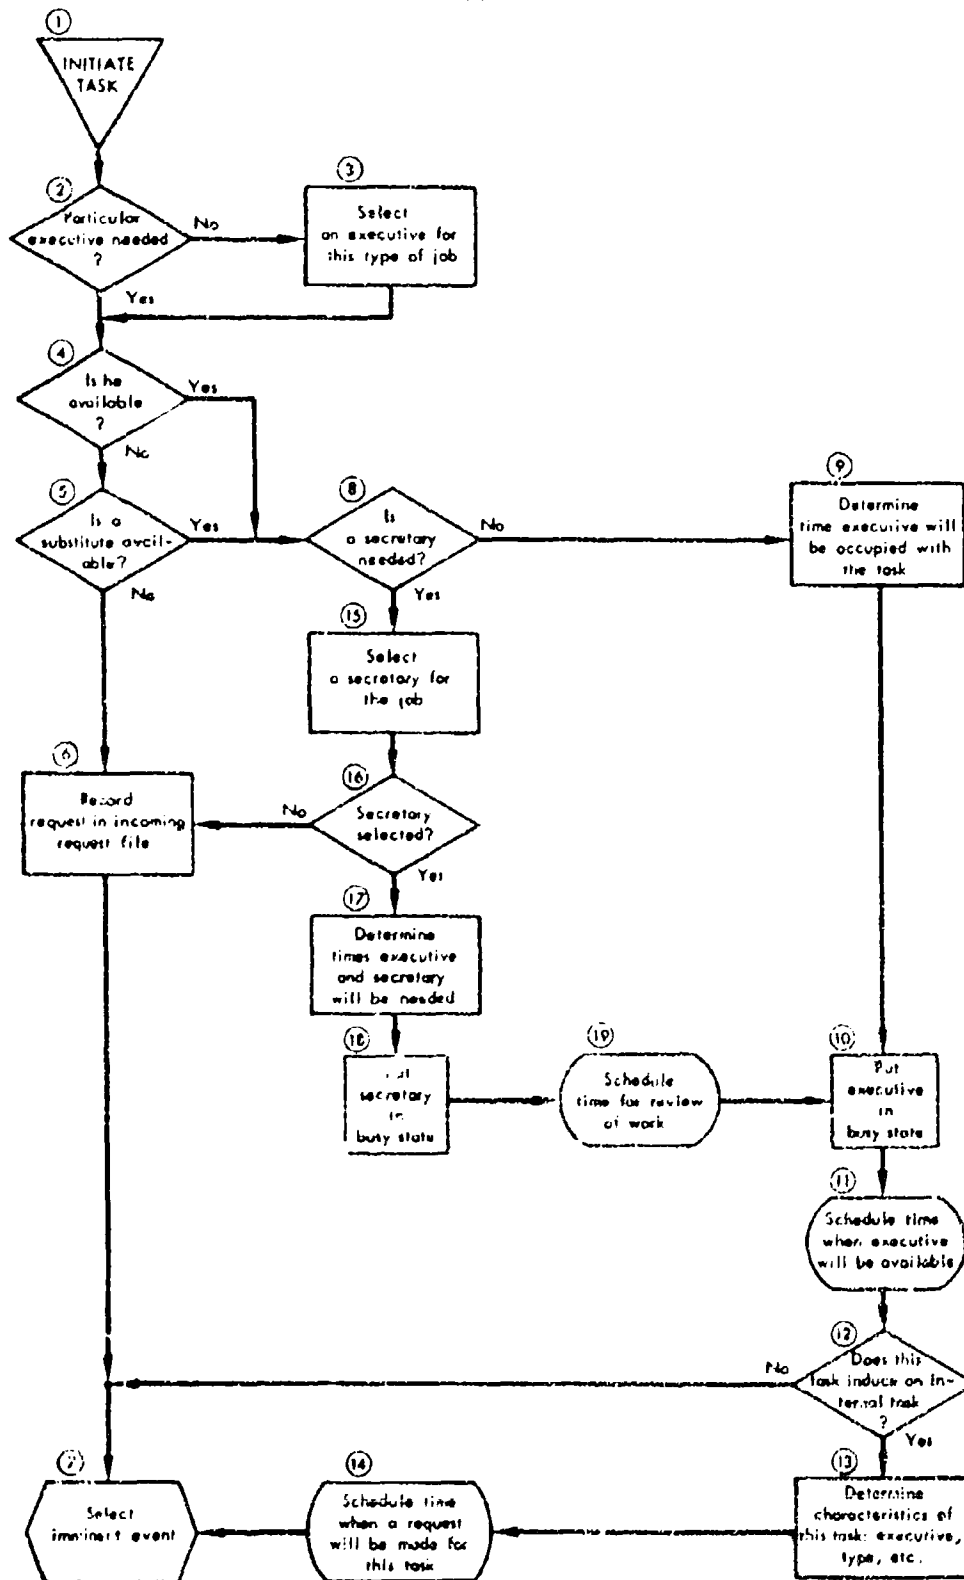 1
INITIATE
TASK
2
Particular
executive needed
?
No
Yes
3
Select
an executive for
this type of job
4
Is he
available
?
Yes
No
5
Is a
substitute avail-
able?
Yes
No
8
Is
a secretary
needed?
No
Yes
9
Determine
time executive will
be occupied with
the task
15
Select
a secretary for
the job
6
Record
request in incoming
request file
16
Secretary
selected?
No
Yes
17
Determine
times executive
and secretary
will be needed
18
Put
secretary
in
busy state
19
Schedule
time for review
of work
10
Put
executive
in
busy state
11
Schedule time
when executive
will be available
12
Does this
task induce an In-
ternal task
?
No
Yes
7
Select
imminent event
14
Schedule time
when a request
will be made for
this task
13
Determine
characteristics of
this task: executive,
type, etc.